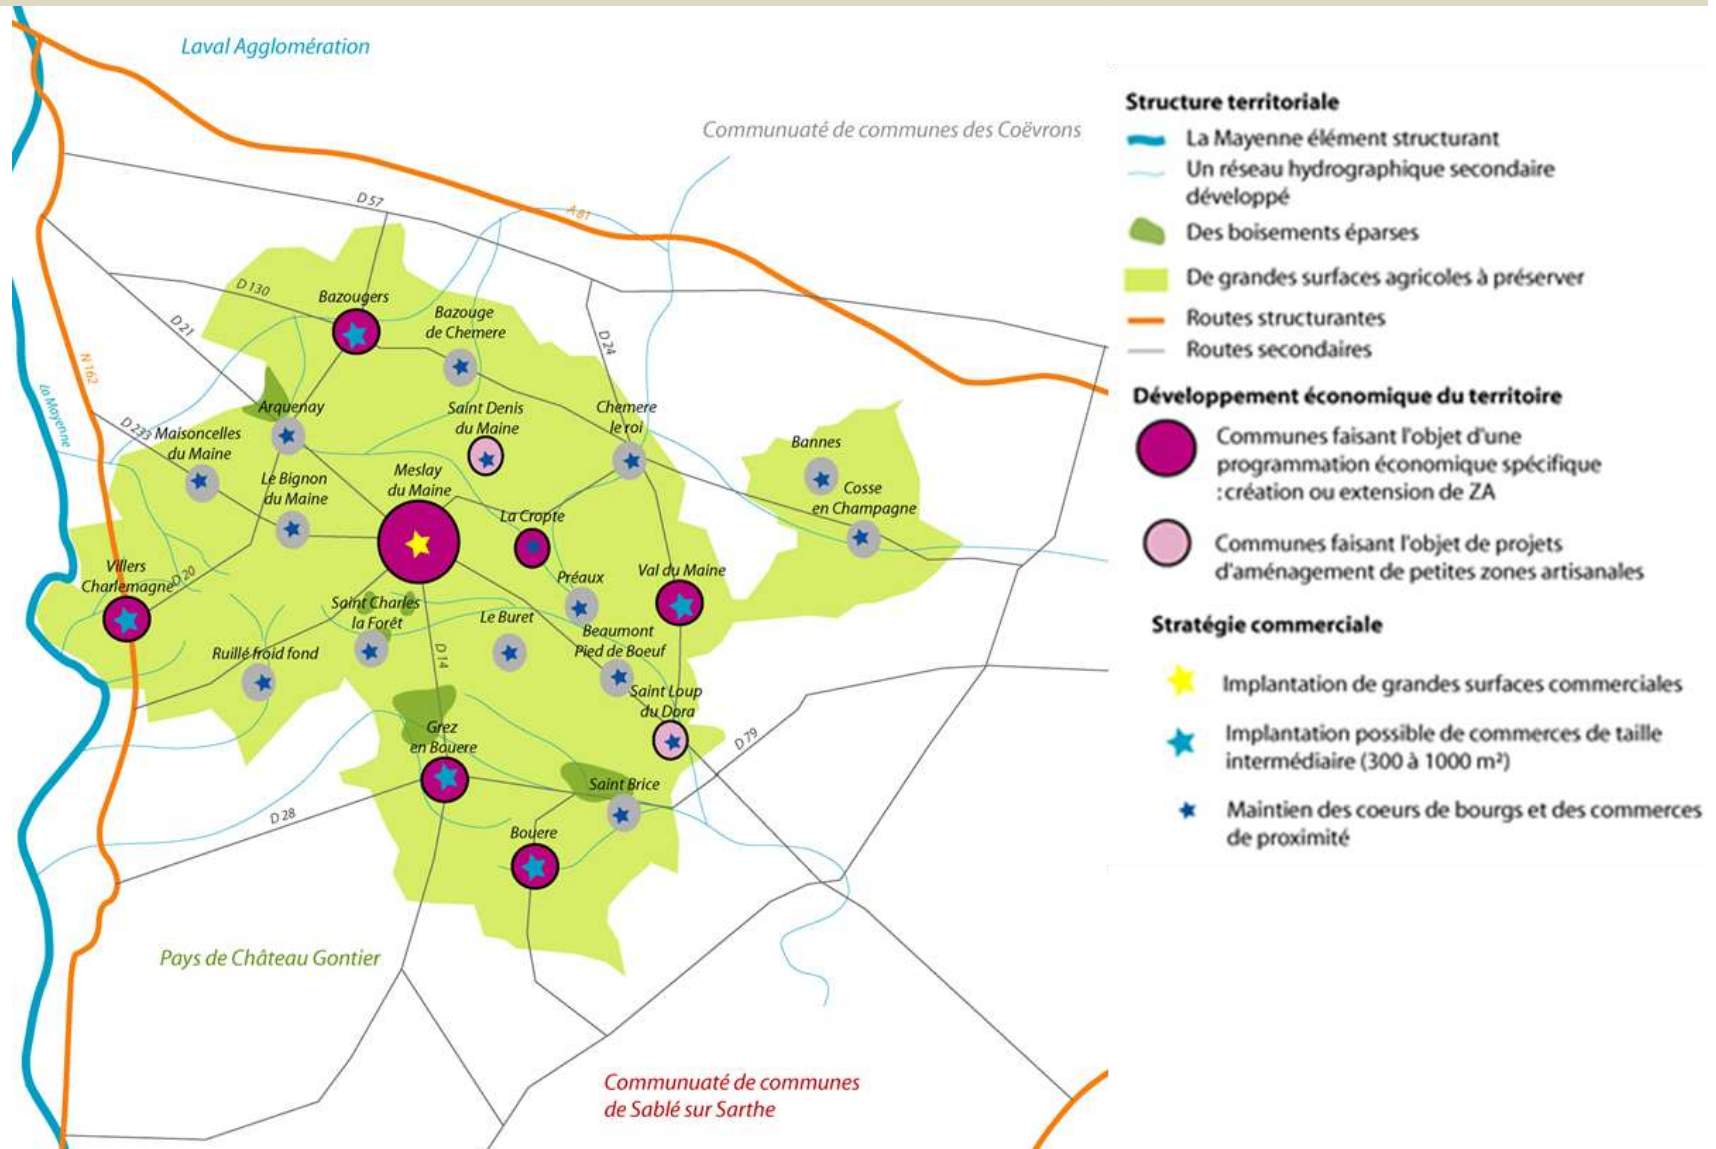 Laval Agglomération
Communuaté de communes des Coëvrons
D 57
A 81
D 130
Bazougers
Bazouge
de Chemere
D 21
D 24
N 162
La Mayenne
Arquenay
Saint Denis
du Maine
Chemere
le roi
D 233
Maisoncelles
du Maine
Bannes
Meslay
du Maine
Le Bignon
du Maine
Cosse
en Champagne
La Cropte
Villers
Charlemagne
D 20
Préaux
Val du Maine
Saint Charles
la Forêt
Le Buret
Beaumont
Pied de Boeuf
Ruillé froid fond
D 14
Saint Loup
du Dora
Grez
en Bouere
D 79
Saint Brice
D 28
Bouere
Pays de Château Gontier
Communuaté de communes
de Sablé sur Sarthe
Structure territoriale
La Mayenne élément structurant
Un réseau hydrographique secondaire
développé
Des boisements éparses
De grandes surfaces agricoles à préserver
Routes structurantes
Routes secondaires
Développement économique du territoire
Communes faisant l'objet d'une
programmation économique spécifique
: création ou extension de ZA
Communes faisant l'objet de projets
d'aménagement de petites zones artisanales
Stratégie commerciale
Implantation de grandes surfaces commerciales
Implantation possible de commerces de taille
intermédiaire (300 à 1000 m²)
Maintien des coeurs de bourgs et des commerces
de proximité